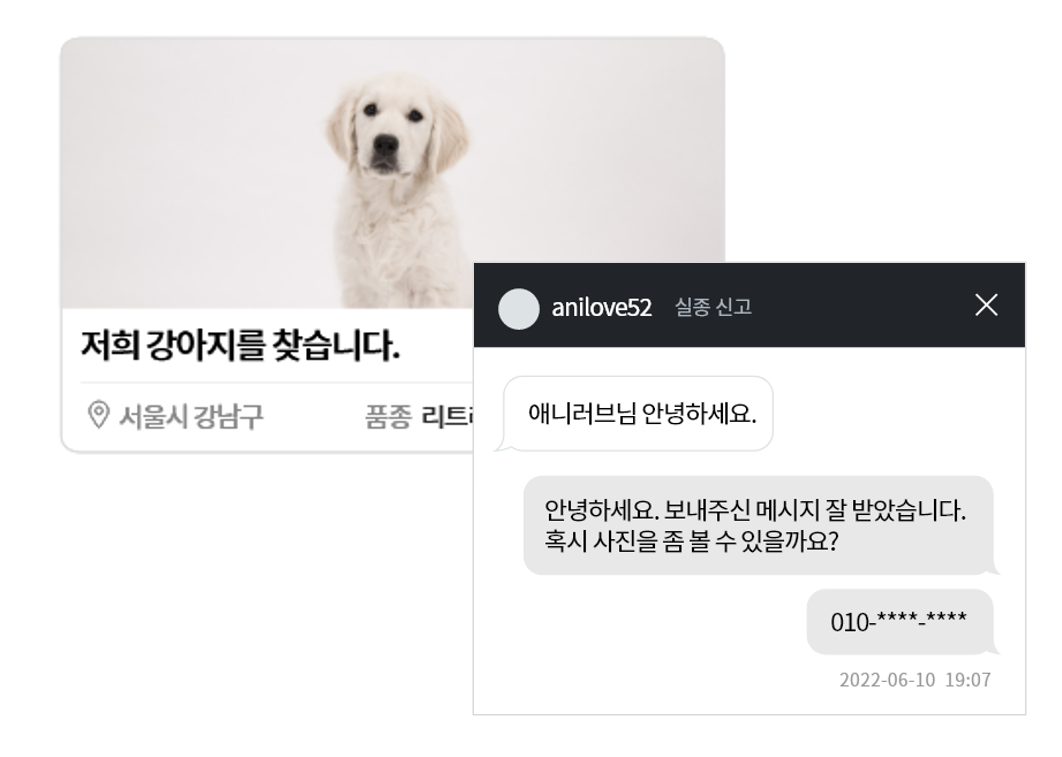 저희 강아지를 찾습니다.
서울시 강남구
품종
anilove52 실종 신고
애니러브님 안녕하세요.
안녕하세요. 보내주신 메시지 잘 받았습니다.
혹시 사진을 좀 볼 수 있을까요?
010-****-****
2022-06-10 19:07